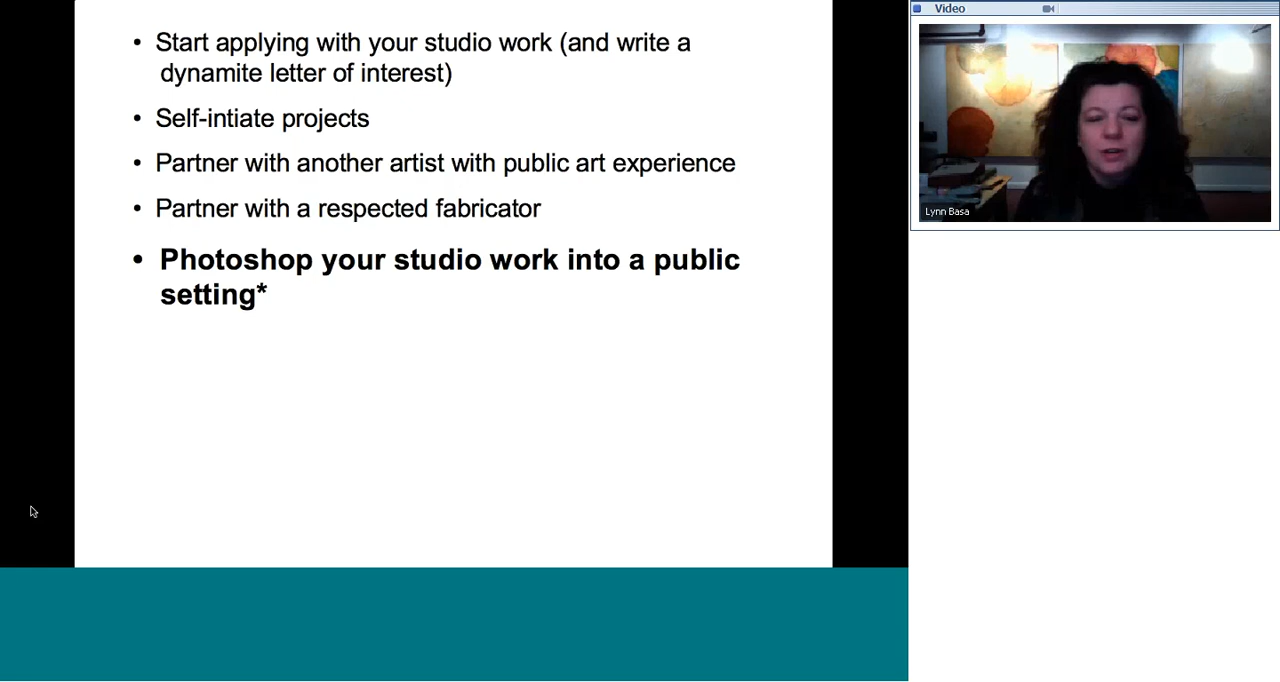 • Start applying with your studio work (and write a
dynamite letter of interest)
• Self-intiate projects
• Partner with another artist with public art experience
• Partner with a respected fabricator
• Photoshop your studio work into a public
setting*
Video
Lynn Basa